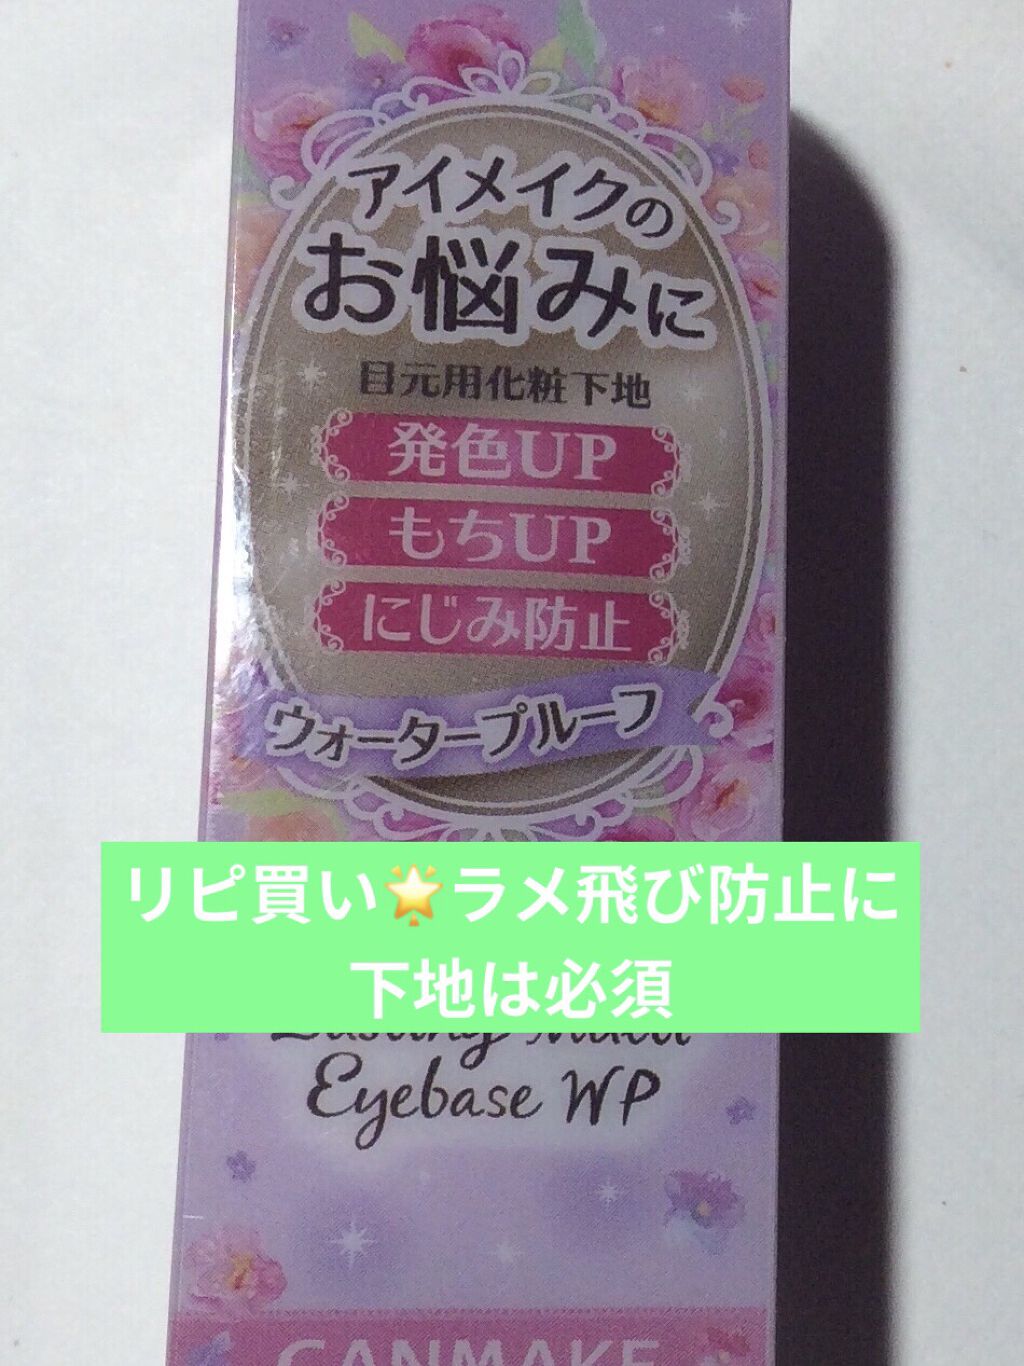 アイメイクの
お悩みに
目元用化粧下地
発色UP
もちUP
にじみ防止
ウォータープルーフ
リピ買い🌟ラメ飛び防止に
下地は必須
Eyebase WP
CANMAKE